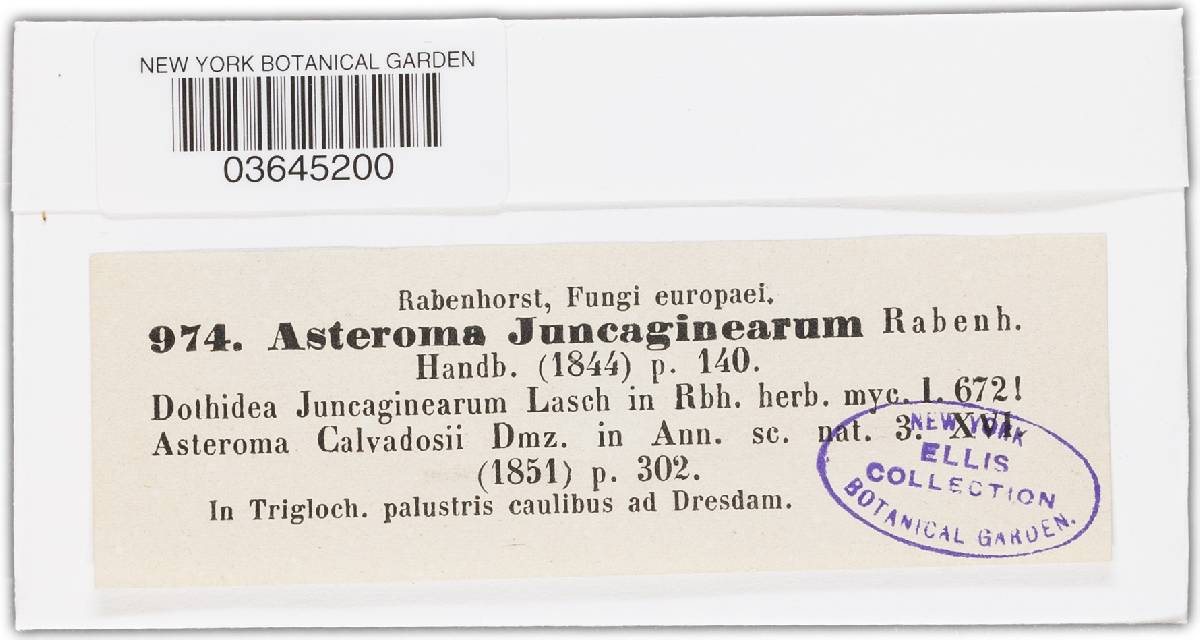 NEW YORK BOTANICAL GARDEN
03645200
Rabenhorst, Fungi europaei.
974. Asteroma Juncaginearum Rabenh.
Handb. (1844) p. 140.
Dothidea Juncaginearum Lasch in Rbh. herb. myc. I. 672!
Asteroma Calvadosii Dmz. in Ann. sc. nat. 3. XVI.
(1851) p. 302.
In Trigloch. palustris caulibus ad Dresdam.
NEW YORK
ELLIS
COLLECTION
BOTANICAL GARDEN.